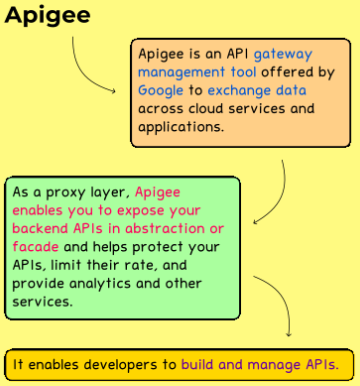 Apigee
Apigee is an API gateway
management tool offered by
Google to exchange data
across cloud services and
applications.
As a proxy layer, Apigee
enables you to expose your
backend APIs in abstraction or
facade and helps protect your
APIs, limit their rate, and
provide analytics and other
services.
It enables developers to build and manage APIs.